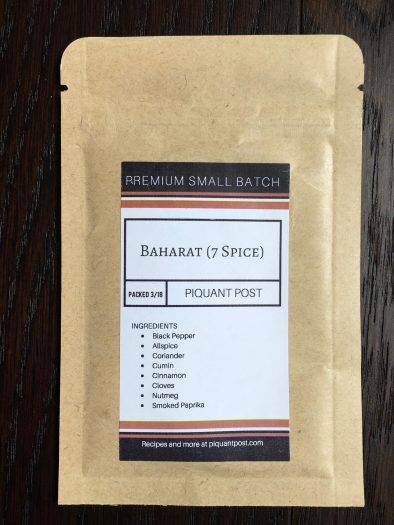 PREMIUM SMALL BATCH
BAHARAT (7 SPICE)
PACKED 3/18
PIQUANT POST
INGREDIENTS
• Black Pepper
• Allspice
• Coriander
• Cumin
• Cinnamon
• Cloves
• Nutmeg
• Smoked Paprika
Recipes and more at piquantpost.com